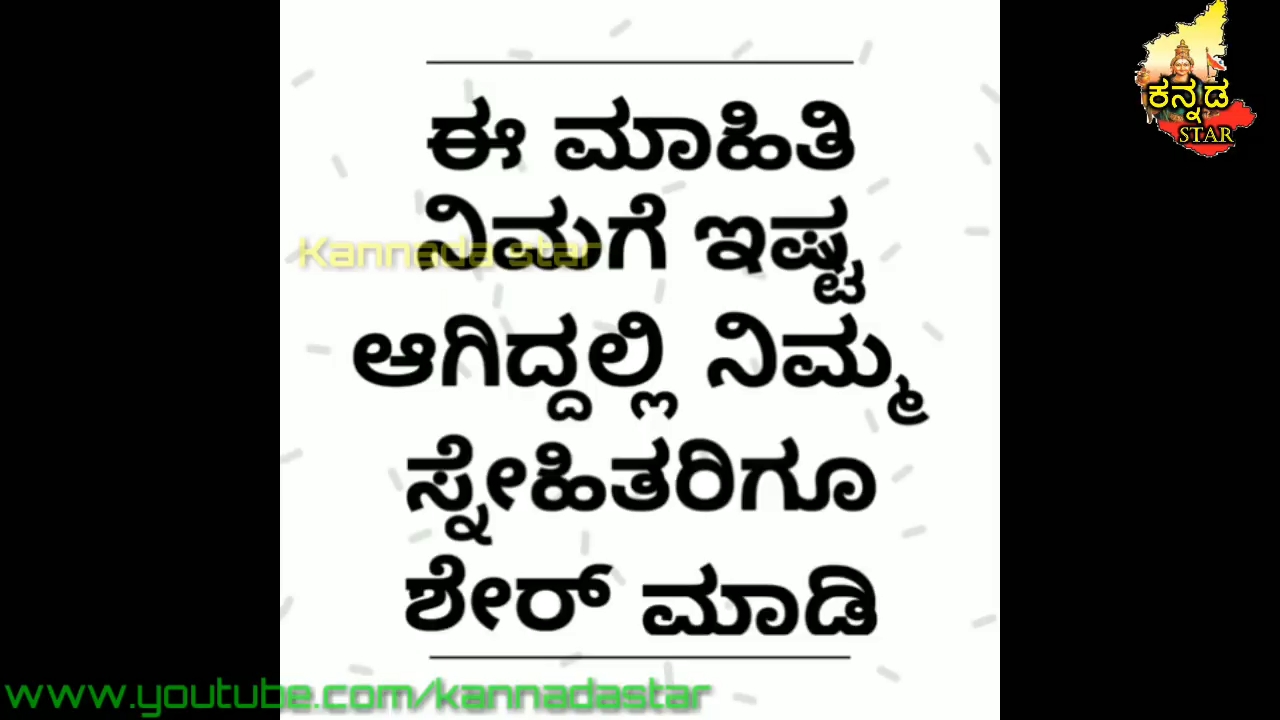 ಕನ್ನಡ
STAR
ಈ ಮಾಹಿತಿ
ನಿಮಗೆ ಇಷ್ಟ
Kannada star
ಆಗಿದ್ದಲ್ಲಿ ನಿಮ್ಮ
ಸ್ನೇಹಿತರಿಗೂ
ಶೇರ್ ಮಾಡಿ
www.youtube.com/kannadastar